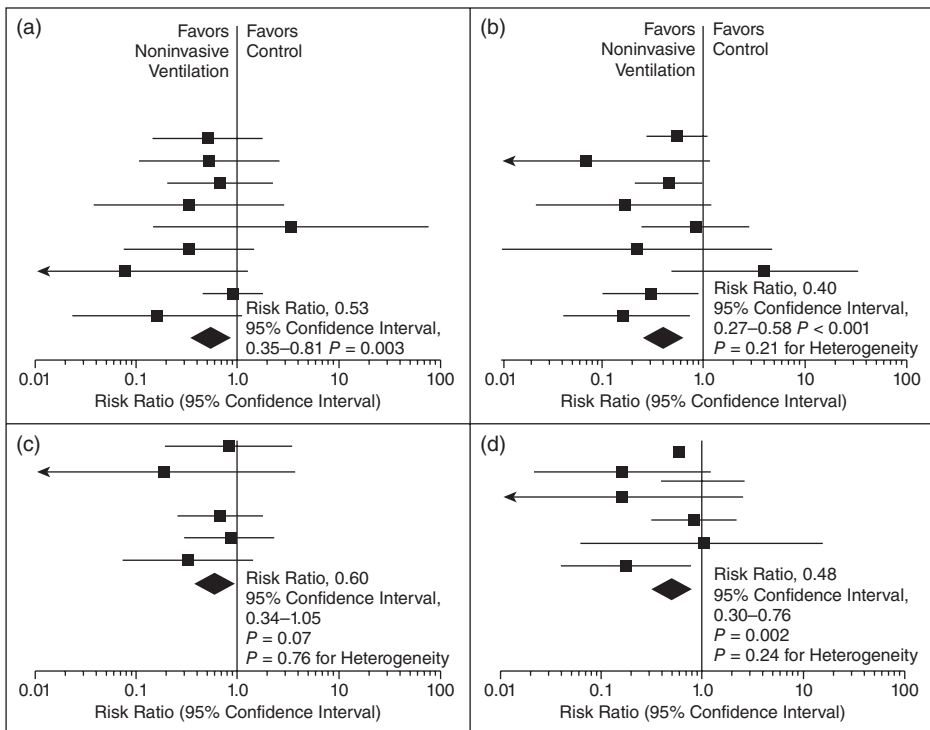 (a)
Favors
Noninvasive
Ventilation
Favors
Control
Risk Ratio, 0.53
95% Confidence Interval,
0.35–0.81 P = 0.003
0.01 0.1 1.0 10 100
Risk Ratio (95% Confidence Interval)
(b)
Favors
Noninvasive
Ventilation
Favors
Control
Risk Ratio, 0.40
95% Confidence Interval,
0.27–0.58 P < 0.001
P = 0.21 for Heterogeneity
0.01 0.1 1.0 10 100
Risk Ratio (95% Confidence Interval)
(c)
Risk Ratio, 0.60
95% Confidence Interval,
0.34–1.05
P = 0.07
P = 0.76 for Heterogeneity
0.01 0.1 1.0 10 100
Risk Ratio (95% Confidence Interval)
(d)
Risk Ratio, 0.48
95% Confidence Interval,
0.30–0.76
P = 0.002
P = 0.24 for Heterogeneity
0.01 0.1 1.0 10 100
Risk Ratio (95% Confidence Interval)